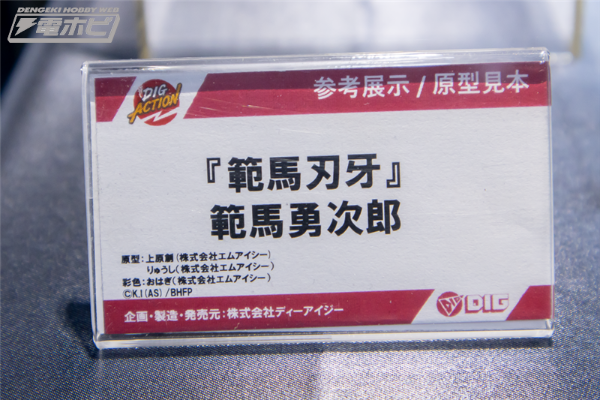 DENGEKI HOBBY WEB
電ホビ
DIG
ACTION
参考展示 / 原型見本
『範馬刃牙』
範馬勇次郎
原型：上原創（株式会社エムアイシー）
りゅうし（株式会社エムアイシー）
彩色：おはぎ（株式会社エムアイシー）
©K.I(AS)/BHFP
企画・製造・発売元：株式会社ディーアイジー
DIG